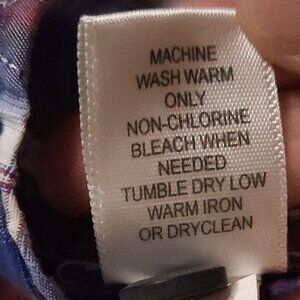 MACHINE
WASH WARM
ONLY
NON-CHLORINE
BLEACH WHEN
NEEDED
TUMBLE DRY LOW
WARM IRON
OR DRYCLEAN